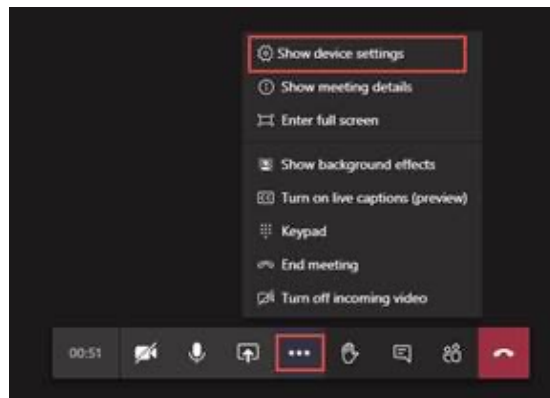 Show device settings
Show meeting details
Enter full screen
Show background effects
CC Turn on live captions (preview)
Keypad
End meeting
Turn off incoming video
00:51